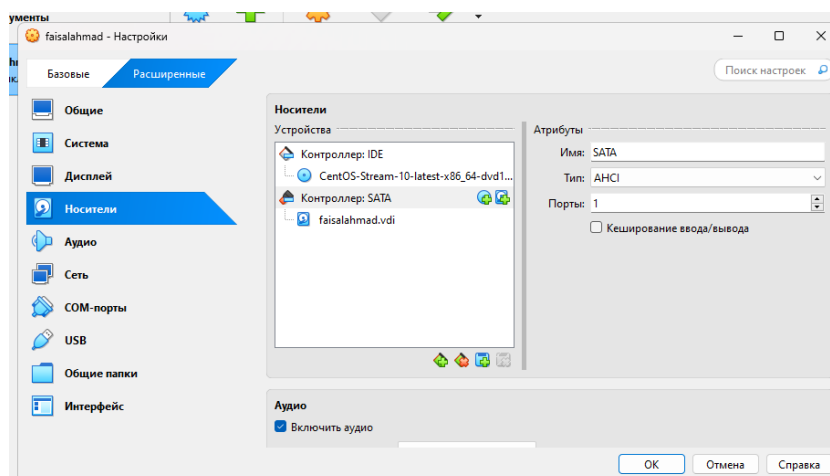 ументы
faisalahmad - Настройки
Базовые
Расширенные
Поиск настроек
Общие
Система
Дисплей
Носители
Аудио
Сеть
COM-порты
USB
Общие папки
Интерфейс
Носители
Устройства
Контроллер: IDE
CentOS-Stream-10-latest-x86_64-dvd1...
Контроллер: SATA
faisalahmad.vdi
Атрибуты
Имя: SATA
Тип: AHCI
Порты: 1
Кеширование ввода/вывода
Аудио
Включить аудио
OK
Отмена
Справка